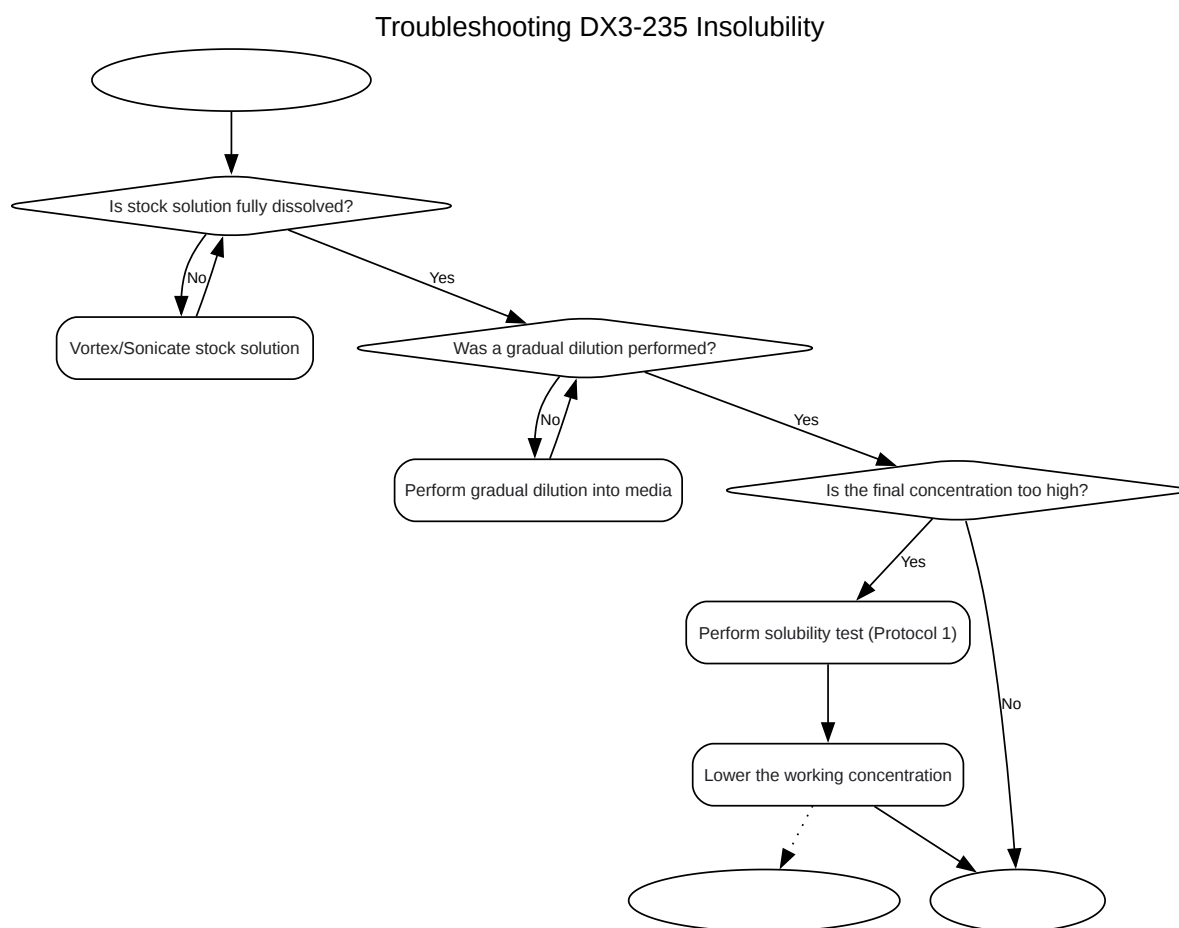 Troubleshooting DX3-235 Insolubility
Is stock solution fully dissolved?
No
Yes
Vortex/Sonicate stock solution
Was a gradual dilution performed?
No
Yes
Perform gradual dilution into media
Is the final concentration too high?
Yes
Perform solubility test (Protocol 1)
No
Lower the working concentration